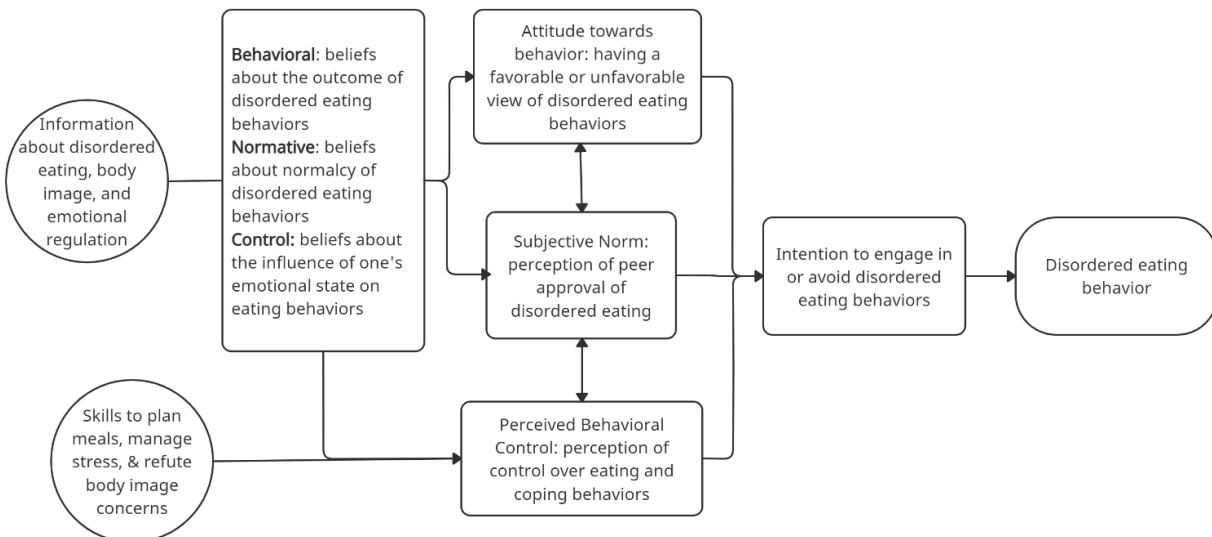 Information
about disordered
eating, body
image, and
emotional
regulation
Behavioral: beliefs
about the outcome of
disordered eating
behaviors
Normative: beliefs
about normalcy of
disordered eating
behaviors
Control: beliefs about
the influence of one's
emotional state on
eating behaviors
Attitude towards
behavior: having a
favorable or unfavorable
view of disordered eating
behaviors
Subjective Norm:
perception of peer
approval of
disordered eating
Intention to engage in
or avoid disordered
eating behaviors
Disordered eating
behavior
Skills to plan
meals, manage
stress, & refute
body image
concerns
Perceived Behavioral
Control: perception of
control over eating and
coping behaviors